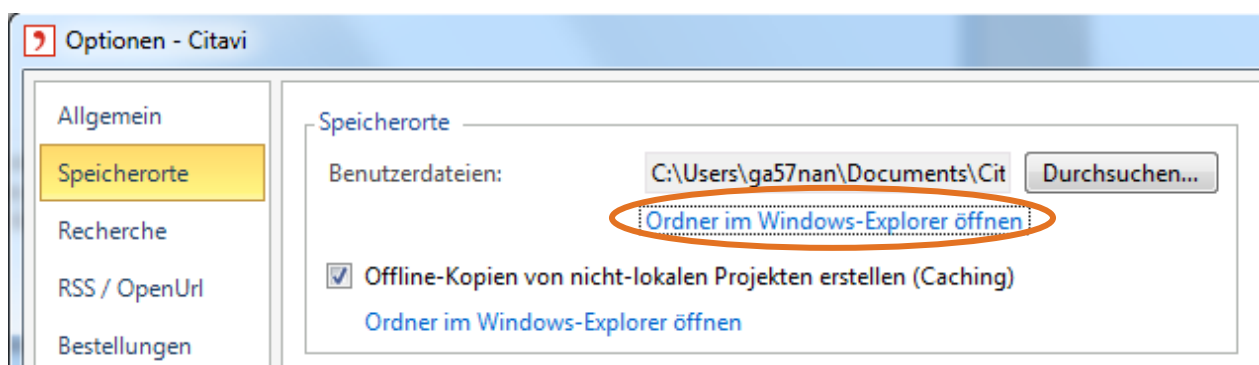 Optionen - Citavi
Allgemein
Speicherorte
Recherche
RSS / OpenUrl
Bestellungen
Speicherorte
Benutzerdateien: C:\Users\ga57nan\Documents\Cit Durchsuchen...
Ordner im Windows-Explorer öffnen
Offline-Kopien von nicht-lokalen Projekten erstellen (Caching)
Ordner im Windows-Explorer öffnen